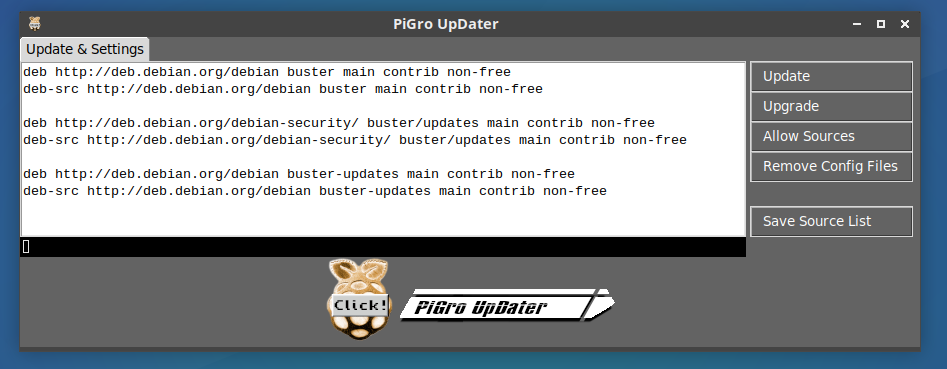 PiGro UpDater
Update & Settings
deb http://deb.debian.org/debian buster main contrib non-free
deb-src http://deb.debian.org/debian buster main contrib non-free
deb http://deb.debian.org/debian-security/ buster/updates main contrib non-free
deb-src http://deb.debian.org/debian-security/ buster/updates main contrib non-free
deb http://deb.debian.org/debian buster-updates main contrib non-free
deb-src http://deb.debian.org/debian buster-updates main contrib non-free
Update
Upgrade
Allow Sources
Remove Config Files
Save Source List
Click!
PiGro UpDater